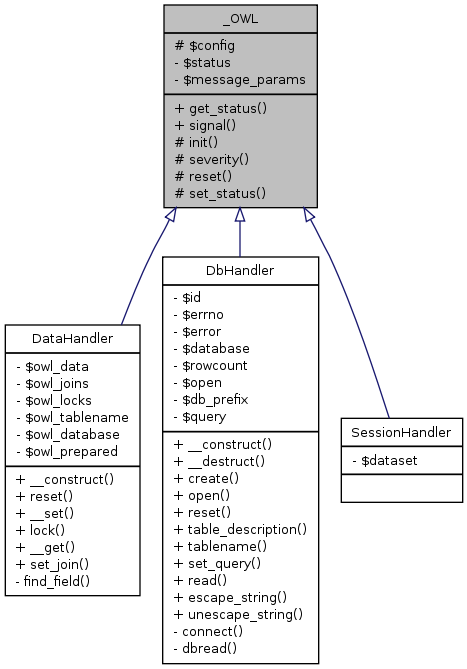 _OWL
# $config
- $status
- $message_params
+ get_status()
+ signal()
# init()
# severity()
# reset()
# set_status()
DataHandler
- $owl_data
- $owl_joins
- $owl_locks
- $owl_tablename
- $owl_database
- $owl_prepared
+ __construct()
+ reset()
+ __set()
+ lock()
+ __get()
+ set_join()
- find_field()
DbHandler
- $id
- $errno
- $error
- $database
- $rowcount
- $open
- $db_prefix
- $query
+ __construct()
+ __destruct()
+ create()
+ open()
+ reset()
+ table_description()
+ tablename()
+ set_query()
+ read()
+ escape_string()
+ unescape_string()
- connect()
- dbread()
SessionHandler
- $dataset